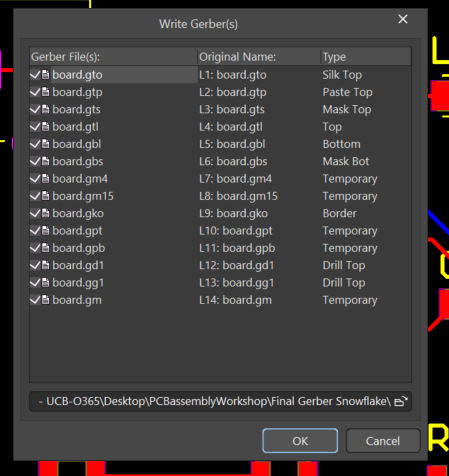 Write Gerber(s)
Gerber File(s): Original Name: Type
board.gto L1: board.gto Silk Top
board.gtp L2: board.gtp Paste Top
board.gts L3: board.gts Mask Top
board.gtl L4: board.gtl Top
board.gbl L5: board.gbl Bottom
board.gbs L6: board.gbs Mask Bot
board.gm4 L7: board.gm4 Temporary
board.gm15 L8: board.gm15 Temporary
board.gko L9: board.gko Border
board.gpt L10: board.gpt Temporary
board.gpb L11: board.gpb Temporary
board.gd1 L12: board.gd1 Drill Top
board.gg1 L13: board.gg1 Drill Top
board.gm L14: board.gm Temporary
- UCB-O365\Desktop\PCBassemblyWorkshop\Final Gerber Snowflake\
OK Cancel
R